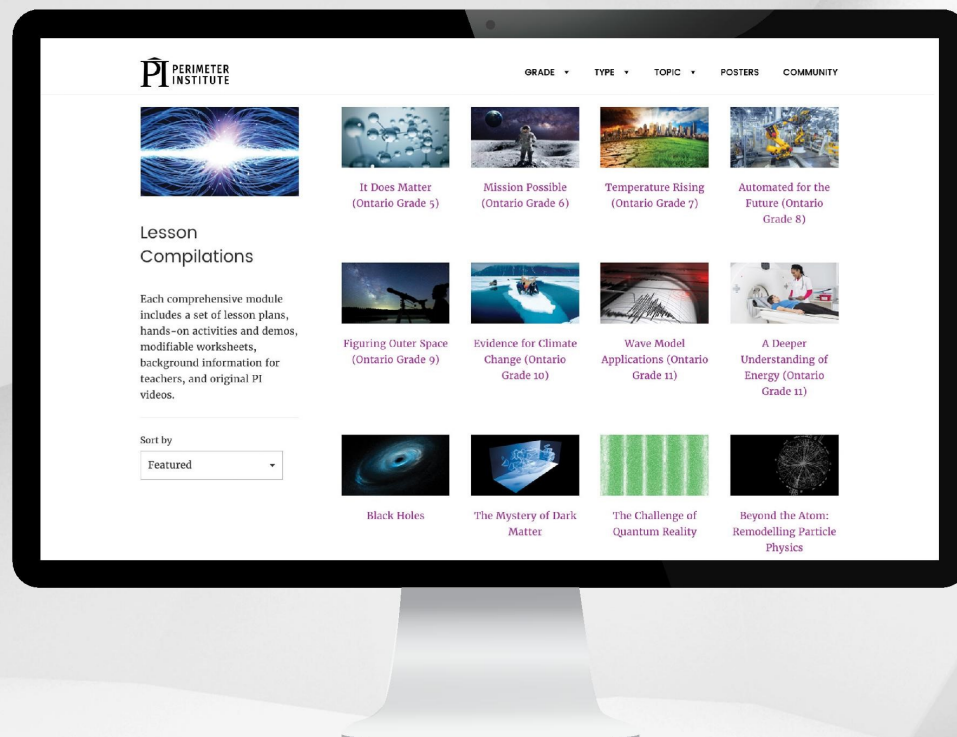 PI PERIMETER
INSTITUTE
GRADE
TYPE
TOPIC
POSTERS
COMMUNITY
Lesson
Compilations
Each comprehensive module
includes a set of lesson plans,
hands-on activities and demos,
modifiable worksheets,
background information for
teachers, and original PI
videos.
Sort by
Featured
It Does Matter
(Ontario Grade 5)
Mission Possible
(Ontario Grade 6)
Temperature Rising
(Ontario Grade 7)
Automated for the
Future (Ontario
Grade 8)
Figuring Outer Space
(Ontario Grade 9)
Evidence for Climate
Change (Ontario
Grade 10)
Wave Model
Applications (Ontario
Grade 11)
A Deeper
Understanding of
Energy (Ontario
Grade 11)
Black Holes
The Mystery of Dark
Matter
The Challenge of
Quantum Reality
Beyond the Atom:
Remodelling Particle
Physics